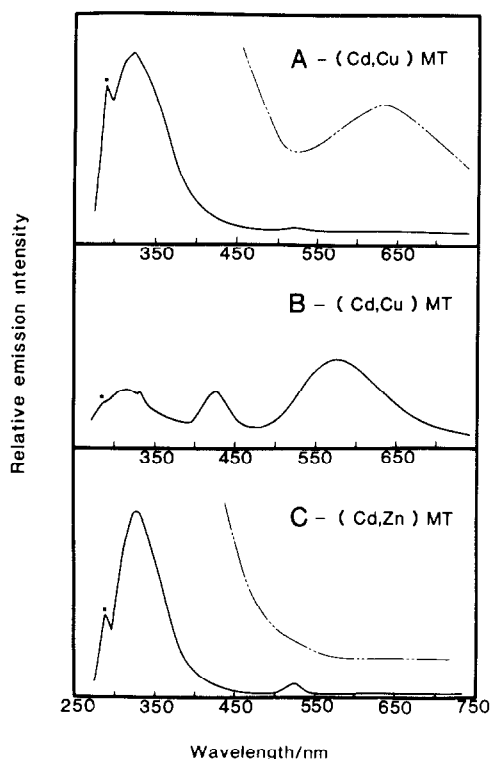 A - (Cd,Cu) MT
350 450 550 650
B - (Cd,Cu) MT
350 450 550 650
C - (Cd,Zn) MT
250 350 450 550 650 750
Wavelength/nm
Relative emission intensity